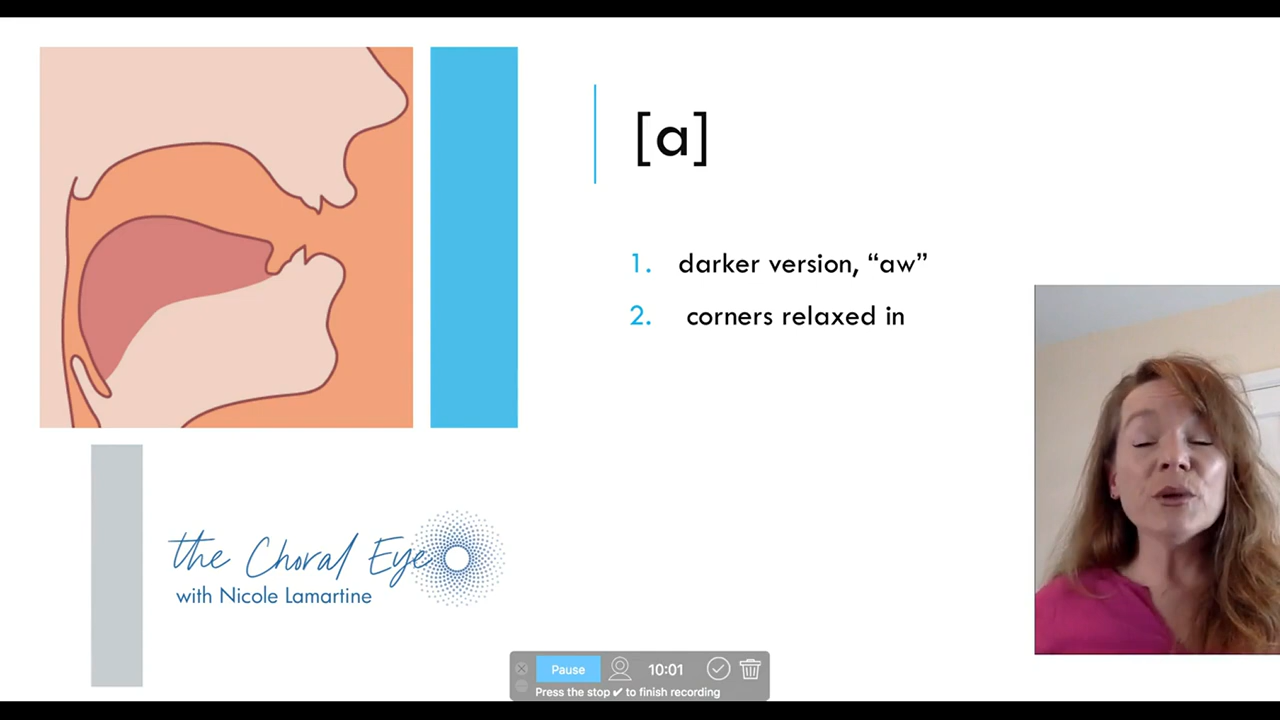 [a]
1. darker version, “aw”
2. corners relaxed in
the Choral Eye
with Nicole Lamartine
Pause
10:01
Press the stop ✔ to finish recording